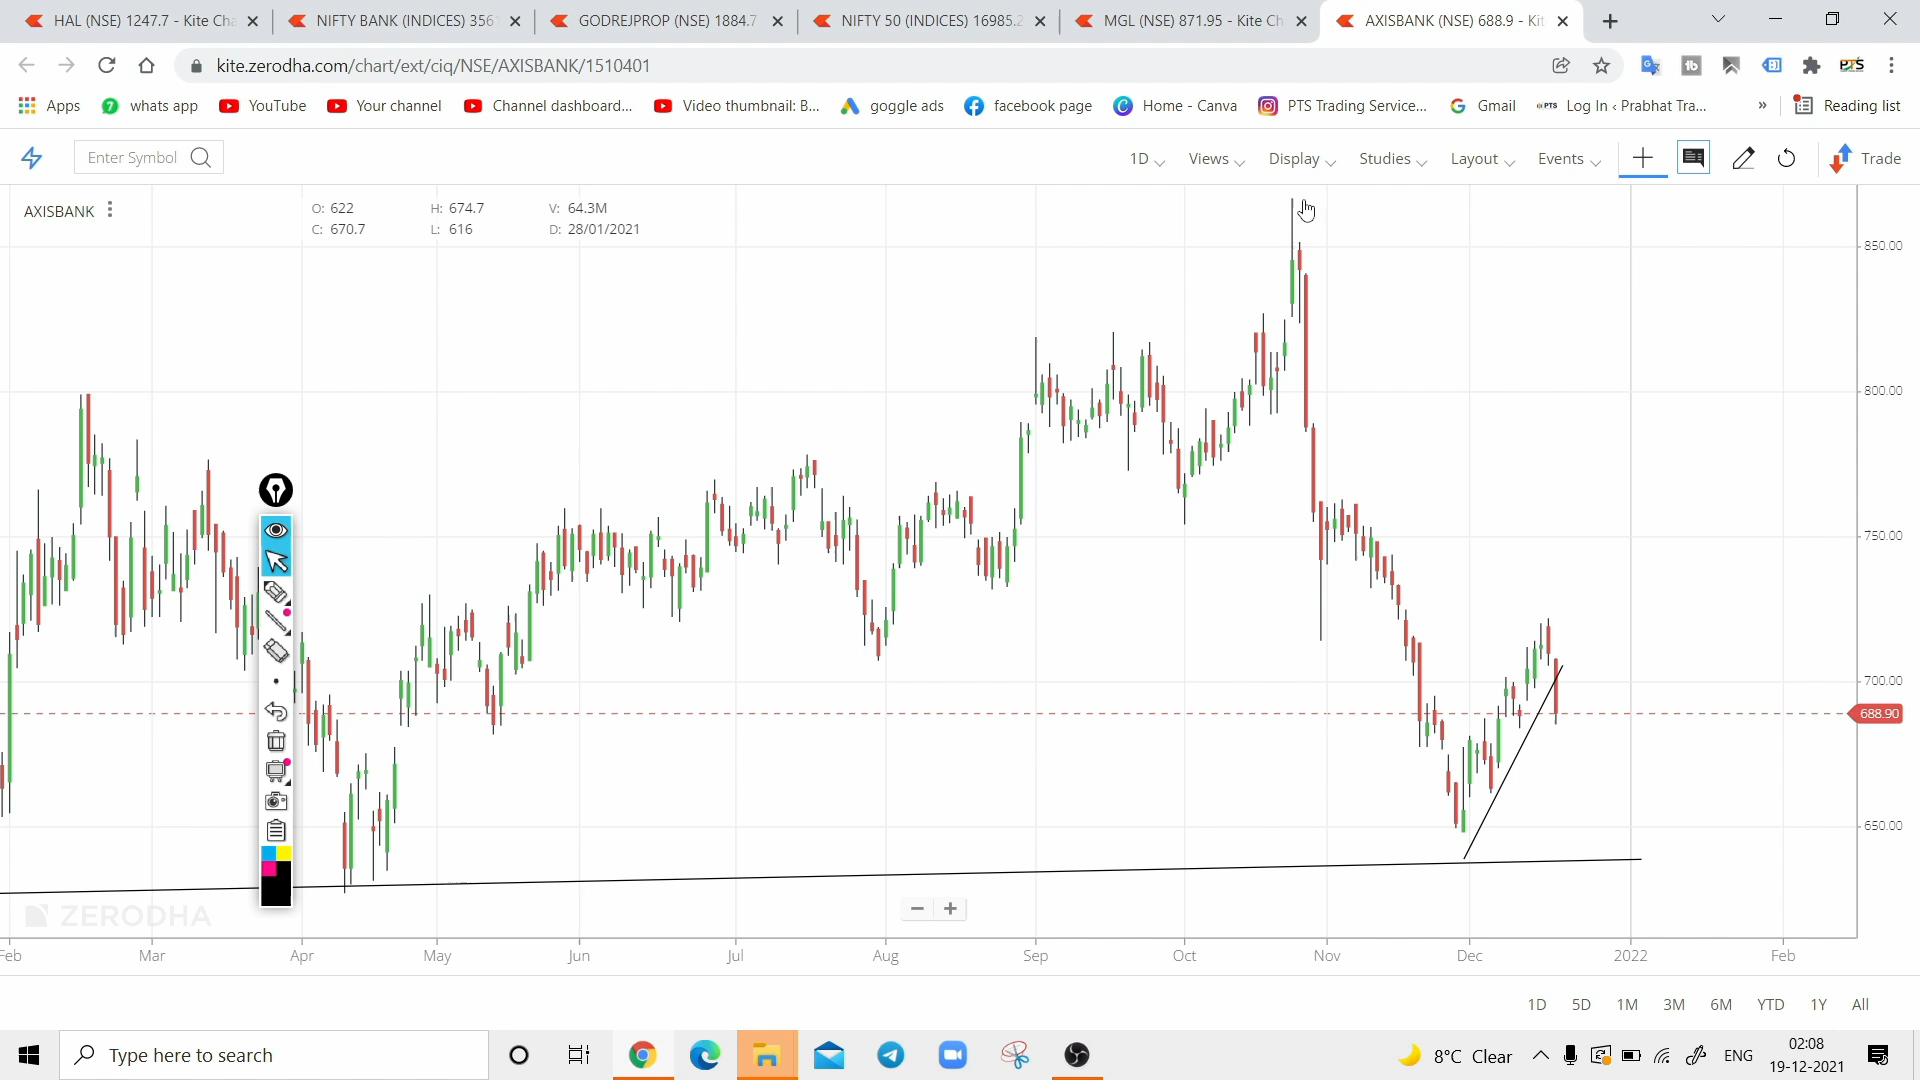 HAL (NSE) 1247.7 - Kite Cha
NIFTY BANK (INDICES) 3561
GODREJPROP (NSE) 1884.7
NIFTY 50 (INDICES) 16985.2
MGL (NSE) 871.95 - Kite Ch
AXISBANK (NSE) 688.9 - Kit
kite.zerodha.com/chart/ext/ciq/NSE/AXISBANK/1510401
Apps
whats app
YouTube
Your channel
Channel dashboard...
Video thumbnail: B...
goggle ads
facebook page
Home - Canva
PTS Trading Service...
Gmail
Log In ‹ Prabhat Tra...
»
Reading list
Enter Symbol
1D
Views
Display
Studies
Layout
Events
Trade
AXISBANK
O: 622
H: 674.7
V: 64.3M
C: 670.7
L: 616
D: 28/01/2021
850.00
800.00
750.00
700.00
688.90
650.00
ZERODHA
Feb
Mar
Apr
May
Jun
Jul
Aug
Sep
Oct
Nov
Dec
2022
Feb
1D
5D
1M
3M
6M
YTD
1Y
All
Type here to search
8°C Clear
ENG
02:08
19-12-2021